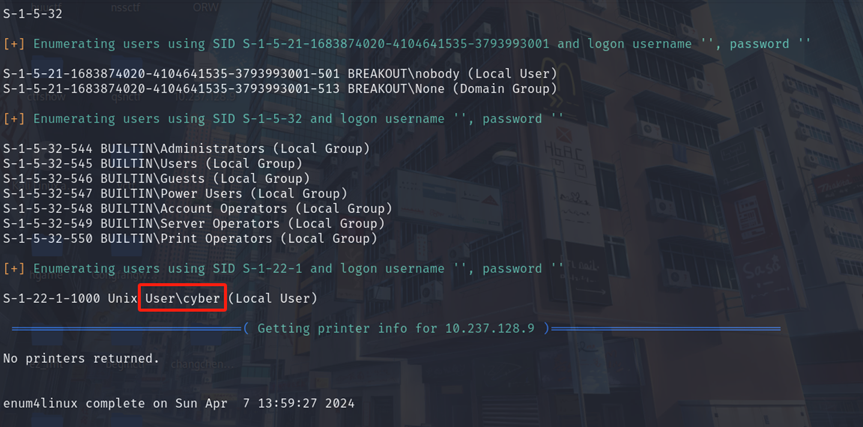 S-1-5-32
[+] Enumerating users using SID S-1-5-21-1683874020-4104641535-3793993001 and logon username '', password ''
S-1-5-21-1683874020-4104641535-3793993001-501 BREAKOUT\nobody (Local User)
S-1-5-21-1683874020-4104641535-3793993001-513 BREAKOUT\None (Domain Group)
[+] Enumerating users using SID S-1-5-32 and logon username '', password ''
S-1-5-32-544 BUILTIN\Administrators (Local Group)
S-1-5-32-545 BUILTIN\Users (Local Group)
S-1-5-32-546 BUILTIN\Guests (Local Group)
S-1-5-32-547 BUILTIN\Power Users (Local Group)
S-1-5-32-548 BUILTIN\Account Operators (Local Group)
S-1-5-32-549 BUILTIN\Server Operators (Local Group)
S-1-5-32-550 BUILTIN\Print Operators (Local Group)
[+] Enumerating users using SID S-1-22-1 and logon username '', password ''
S-1-22-1-1000 Unix User\cyber (Local User)
( Getting printer info for 10.237.128.9 )
No printers returned.
enum4linux complete on Sun Apr  7 13:59:27 2024